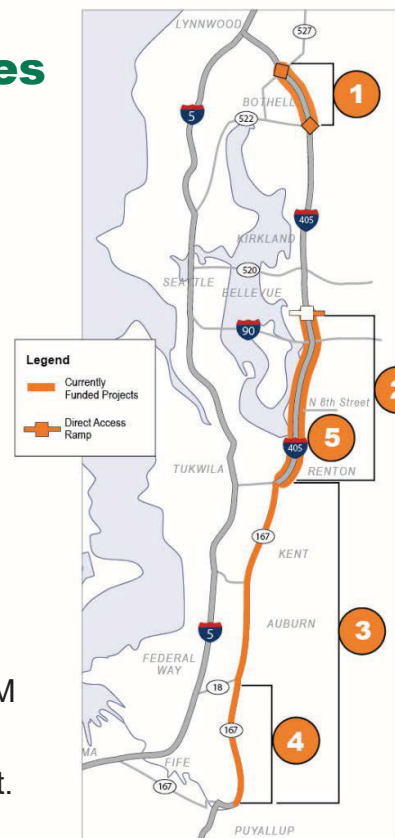 es
LYNNWOOD
527
1
BOTHELL
5
522
405
KIRKLAND
520
SEATTLE
BELLEVUE
90
Legend
Currently
Funded Projects
Direct Access
Ramp
2
N 8th Street
5
405
RENTON
TUKWILA
167
KENT
3
AUBURN
5
FEDERAL
WAY
18
M
4
167
MA
FIFE
167
t.
PUYALLUP